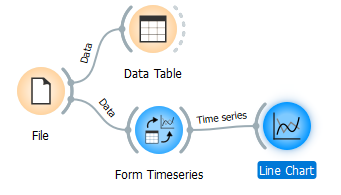 Data
Data Table
File
Data
Form Timeseries
Time series
Line Chart